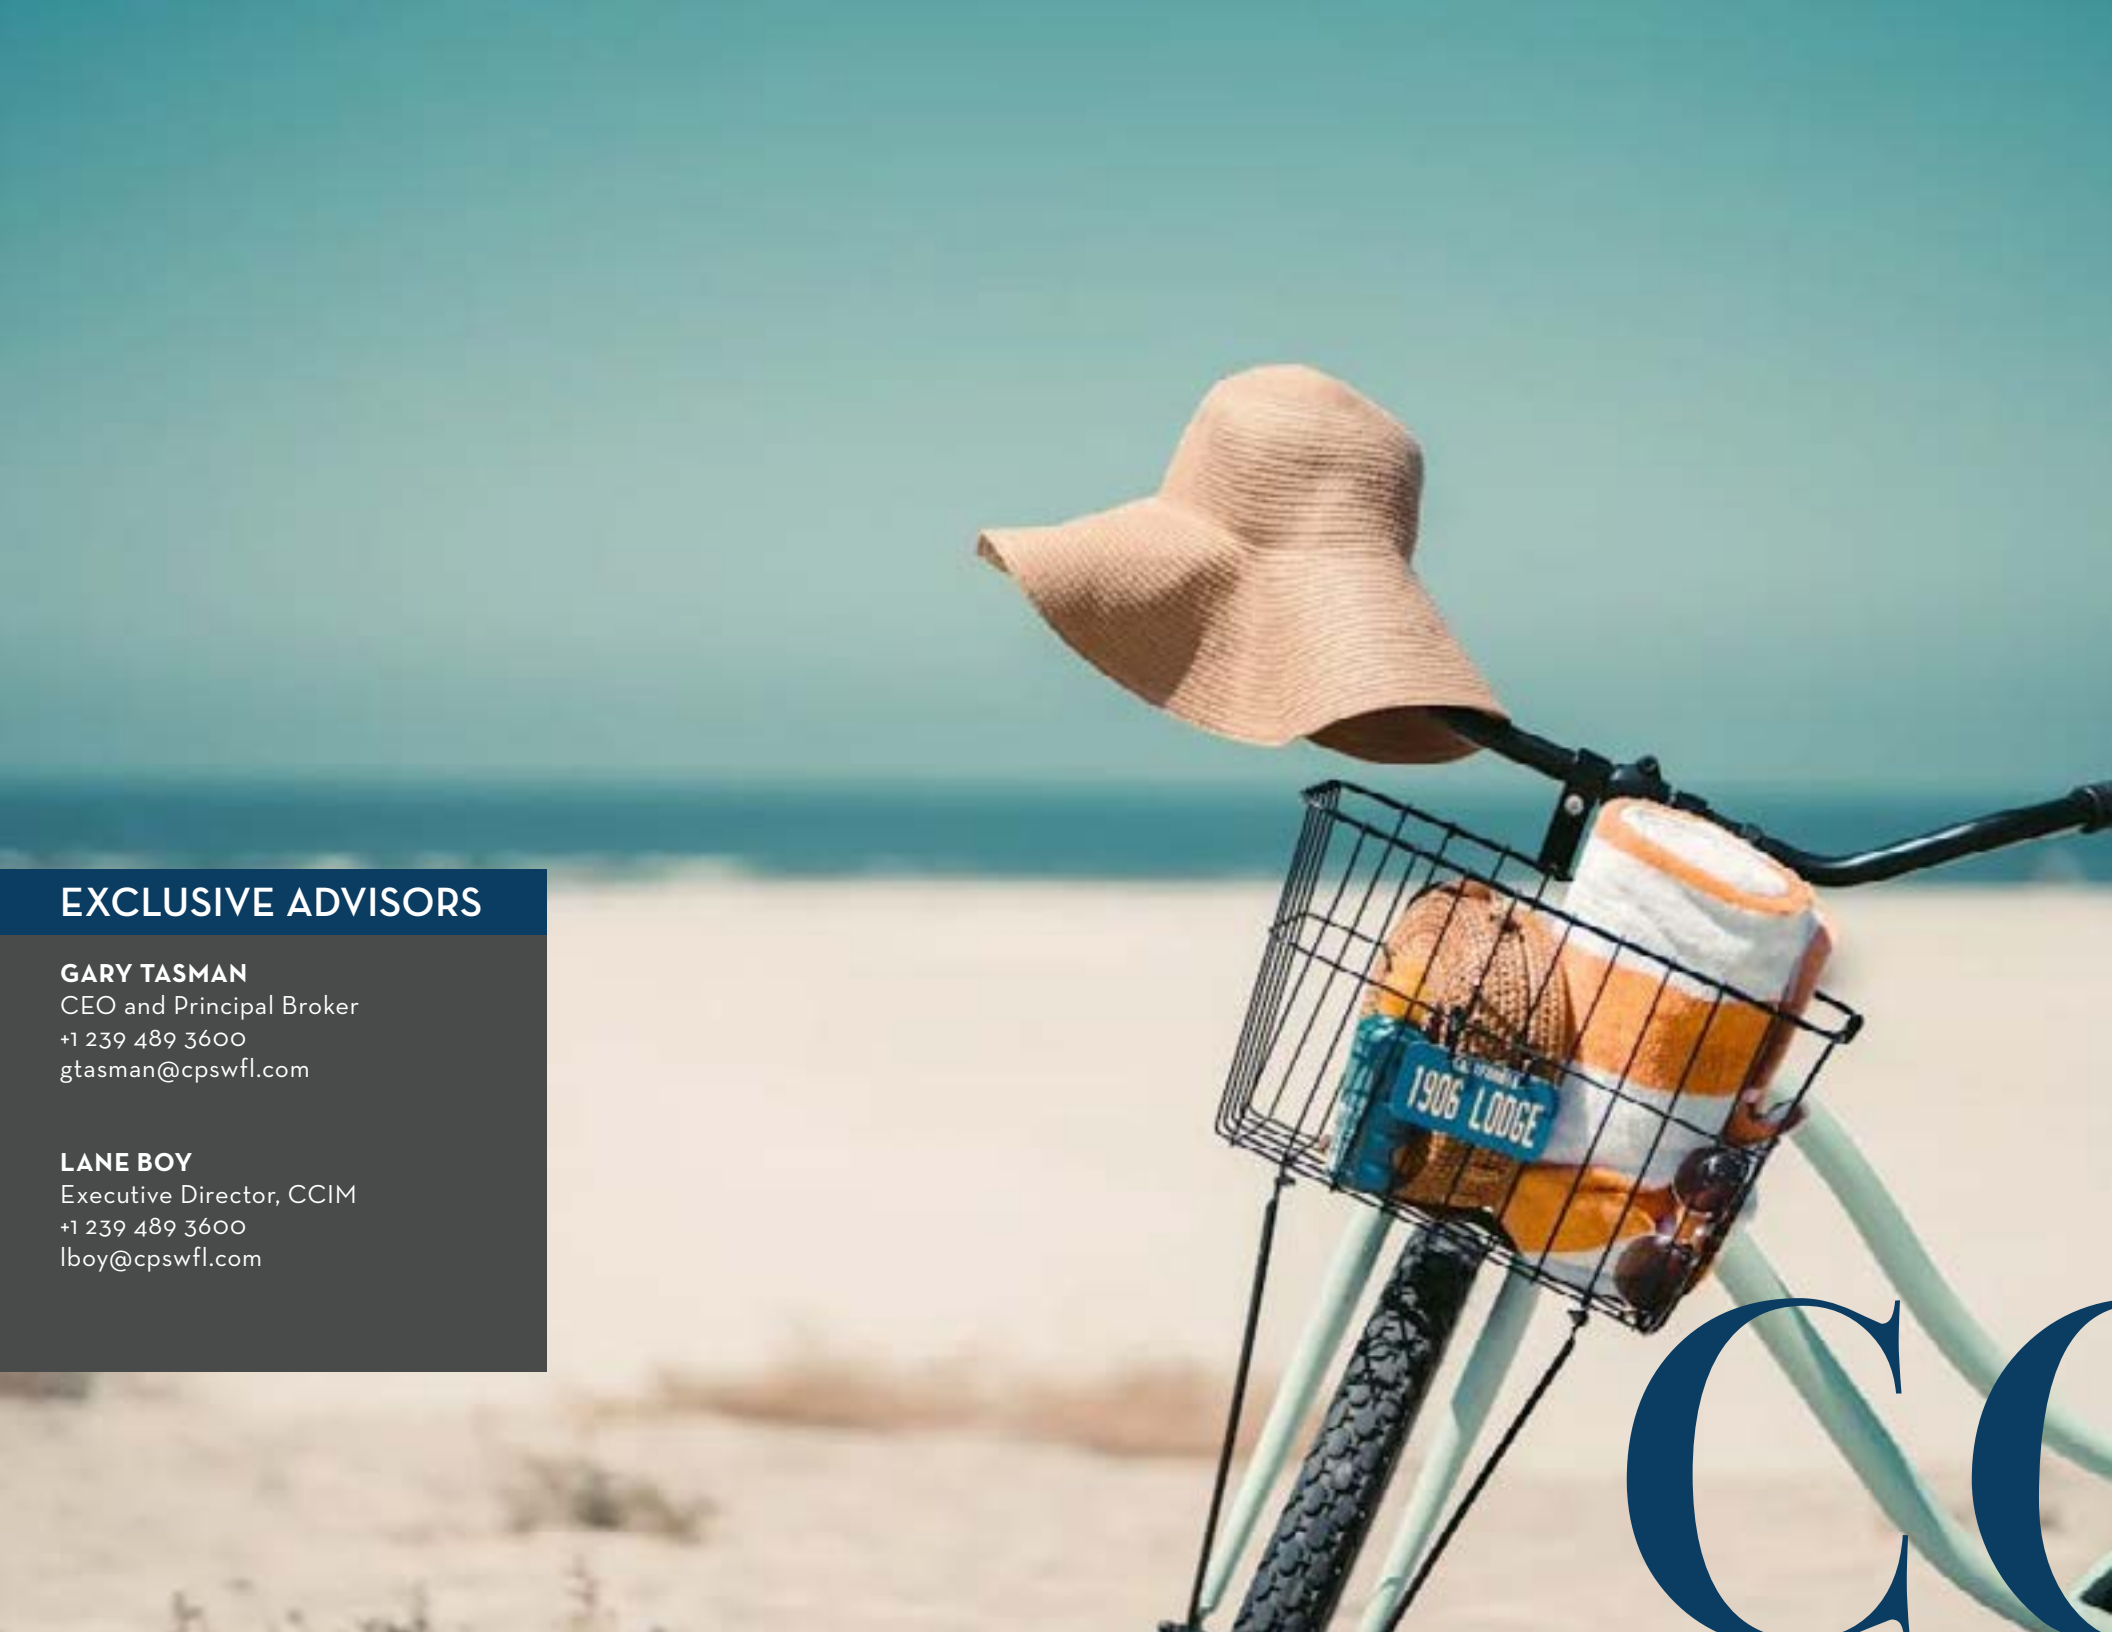 EXCLUSIVE ADVISORS
GARY TASMAN
CEO and Principal Broker
+1 239 489 3600
gtasman@cpswfl.com
LANE BOY
Executive Director, CCIM
+1 239 489 3600
lboy@cpswfl.com
1906 LODGE